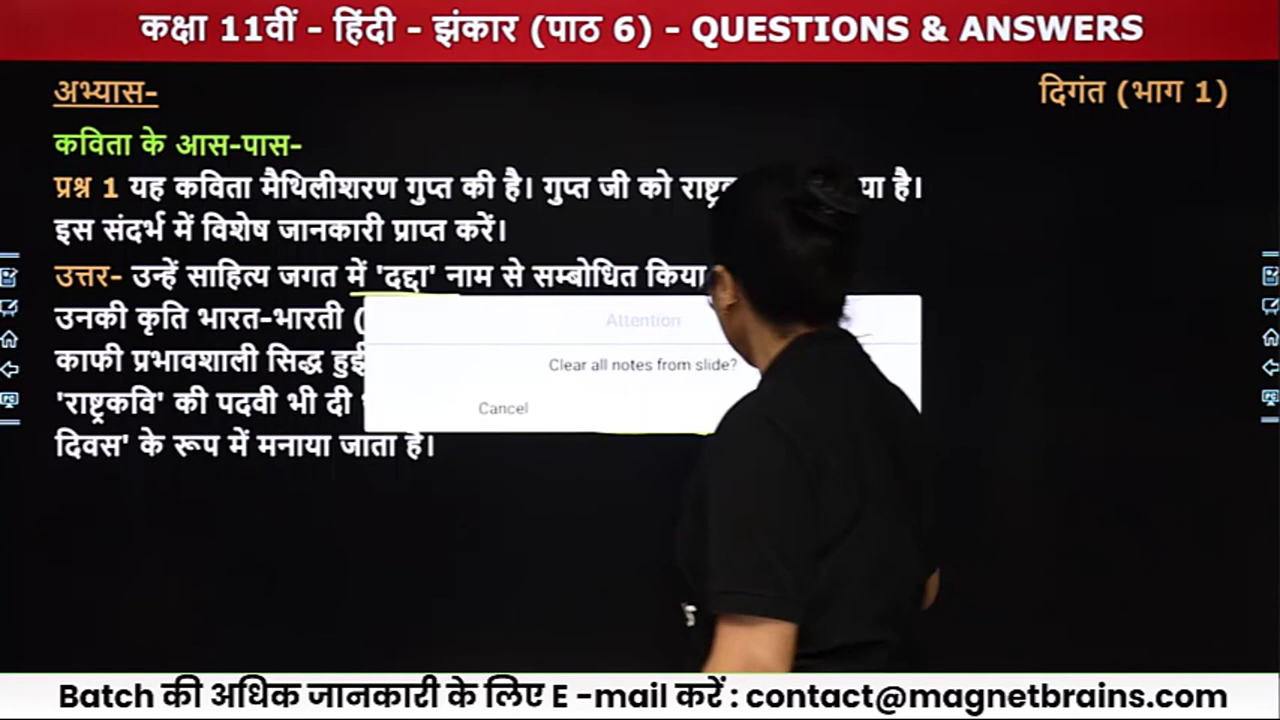 कक्षा 11वीं - हिंदी - झंकार (पाठ 6) - QUESTIONS & ANSWERS
अभ्यास-
दिगंत (भाग 1)
कविता के आस-पास-
प्रश्न 1 यह कविता मैथिलीशरण गुप्त की है। गुप्त जी को है।
इस संदर्भ में विशेष जानकारी प्राप्त करें।
उत्तर- उन्हें साहित्य जगत में 'दद्दा' नाम से सम्बोधित किया
उनकी कृति भारत-भारती (
काफी प्रभावशाली सिद्ध हुई
'राष्ट्रकवि' की पदवी भी दी
दिवस' के रूप में मनाया जाता है।
Attention
Clear all notes from slide?
Cancel
Batch की अधिक जानकारी के लिए E -mail करें : contact@magnetbrains.com